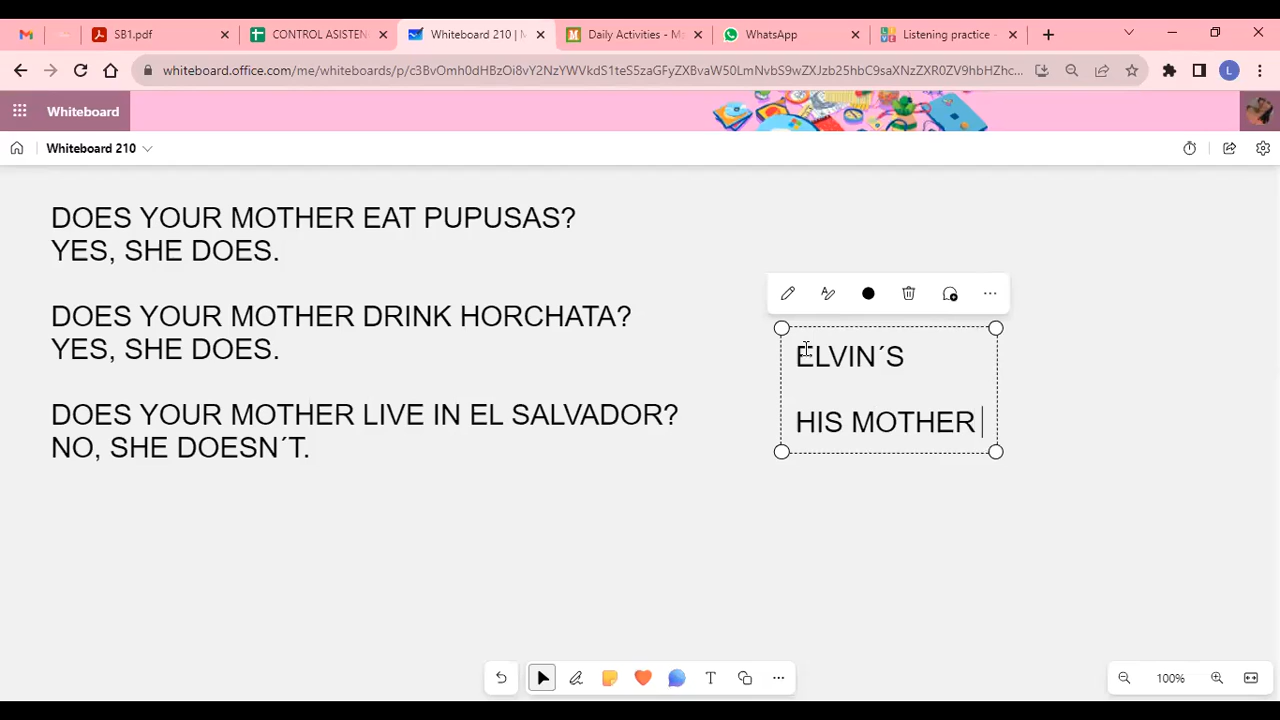 SB1.pdf
CONTROL ASISTEN
Whiteboard 210 | M
Daily Activities - M
WhatsApp
Listening practice -
whiteboard.office.com/me/whiteboards/p/c3BvOmh0dHBzOi8vY2NzYWVkdS1teS5zaGFyZXBvaW50LmNvbS9wZXJzb25hbC9saXNzZXR0ZV9hbHZhc...
L
Whiteboard
Whiteboard 210
DOES YOUR MOTHER EAT PUPUSAS?
YES, SHE DOES.
DOES YOUR MOTHER DRINK HORCHATA?
YES, SHE DOES.
DOES YOUR MOTHER LIVE IN EL SALVADOR?
NO, SHE DOESN´T.
ELVIN´S
HIS MOTHER
100%